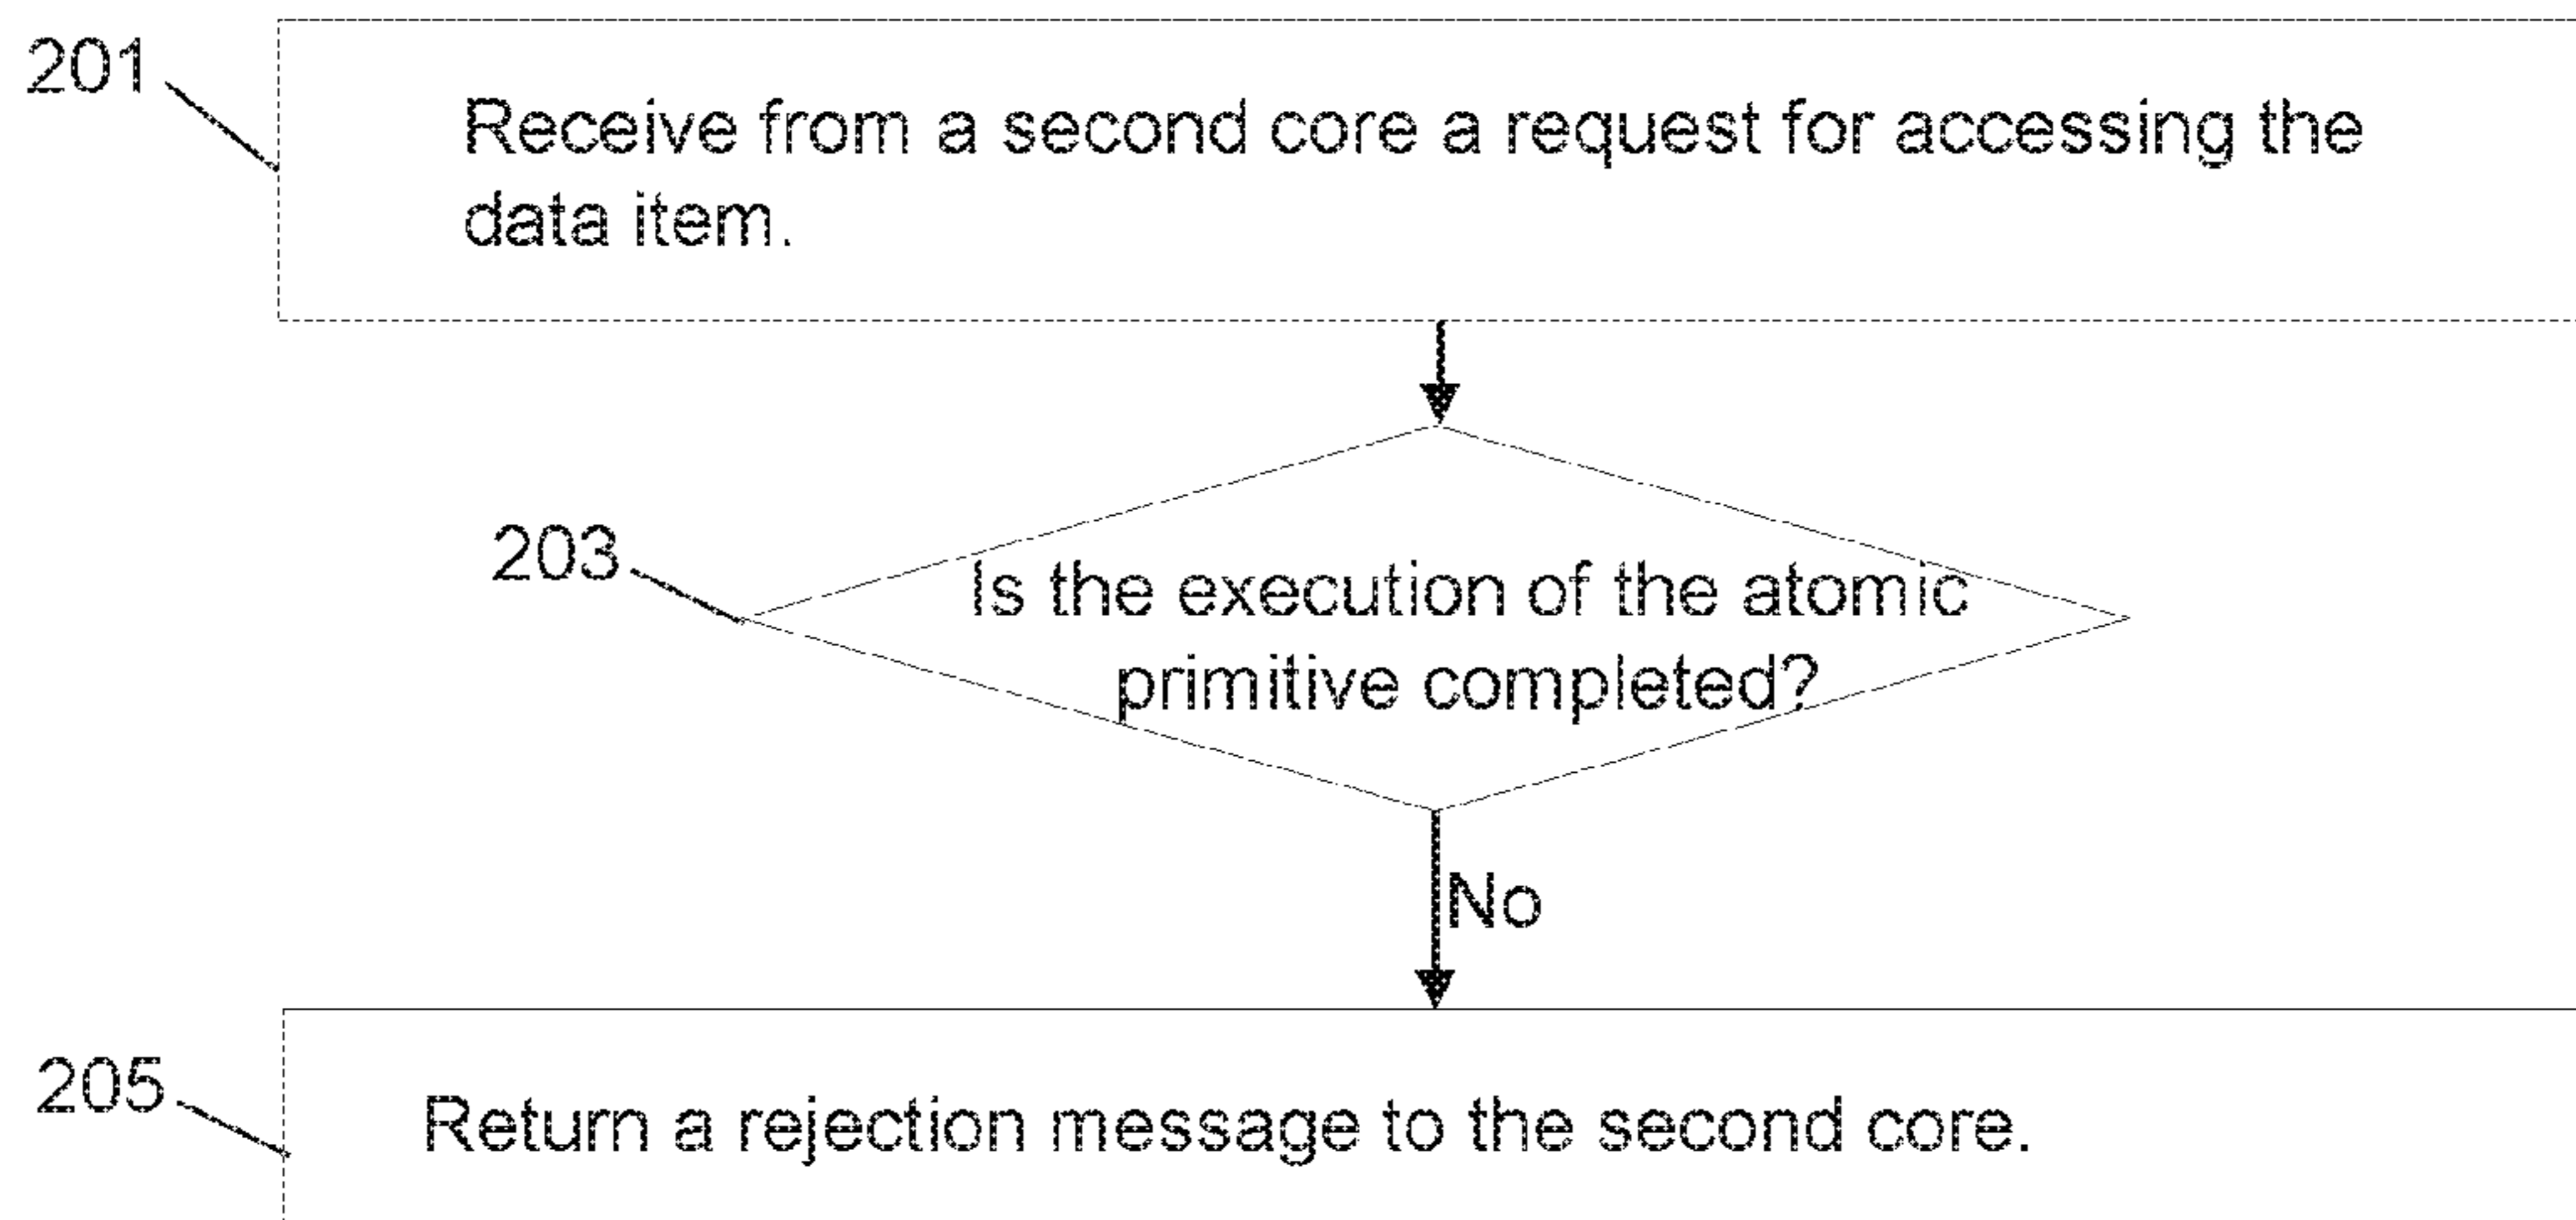 201
Receive from a second core a request for accessing the
data item.
203
Is the execution of the atomic
primitive completed?
No
205
Return a rejection message to the second core.